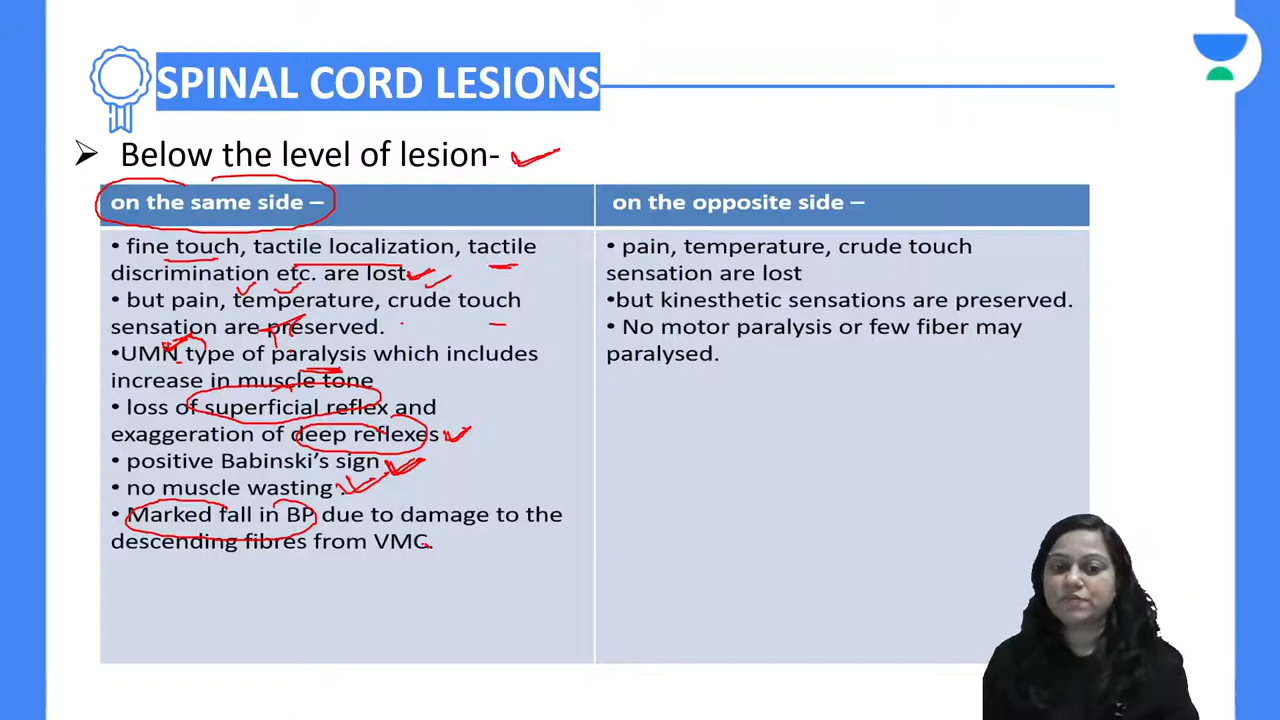 SPINAL CORD LESIONS
➢ Below the level of lesion-
on the same side –
• fine touch, tactile localization, tactile
discrimination etc. are lost
• but pain, temperature, crude touch
sensation are preserved.
•UMN type of paralysis which includes
increase in muscle tone
• loss of superficial reflex and
exaggeration of deep reflexes
• positive Babinski’s sign
• no muscle wasting .
• Marked fall in BP due to damage to the
descending fibres from VMC.
on the opposite side –
• pain, temperature, crude touch
sensation are lost
•but kinesthetic sensations are preserved.
• No motor paralysis or few fiber may
paralysed.